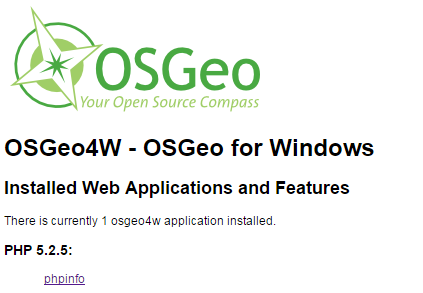 OSGeo
Your Open Source Compass
OSGeo4W - OSGeo for Windows
Installed Web Applications and Features
There is currently 1 osgeo4w application installed.
PHP 5.2.5:
phpinfo